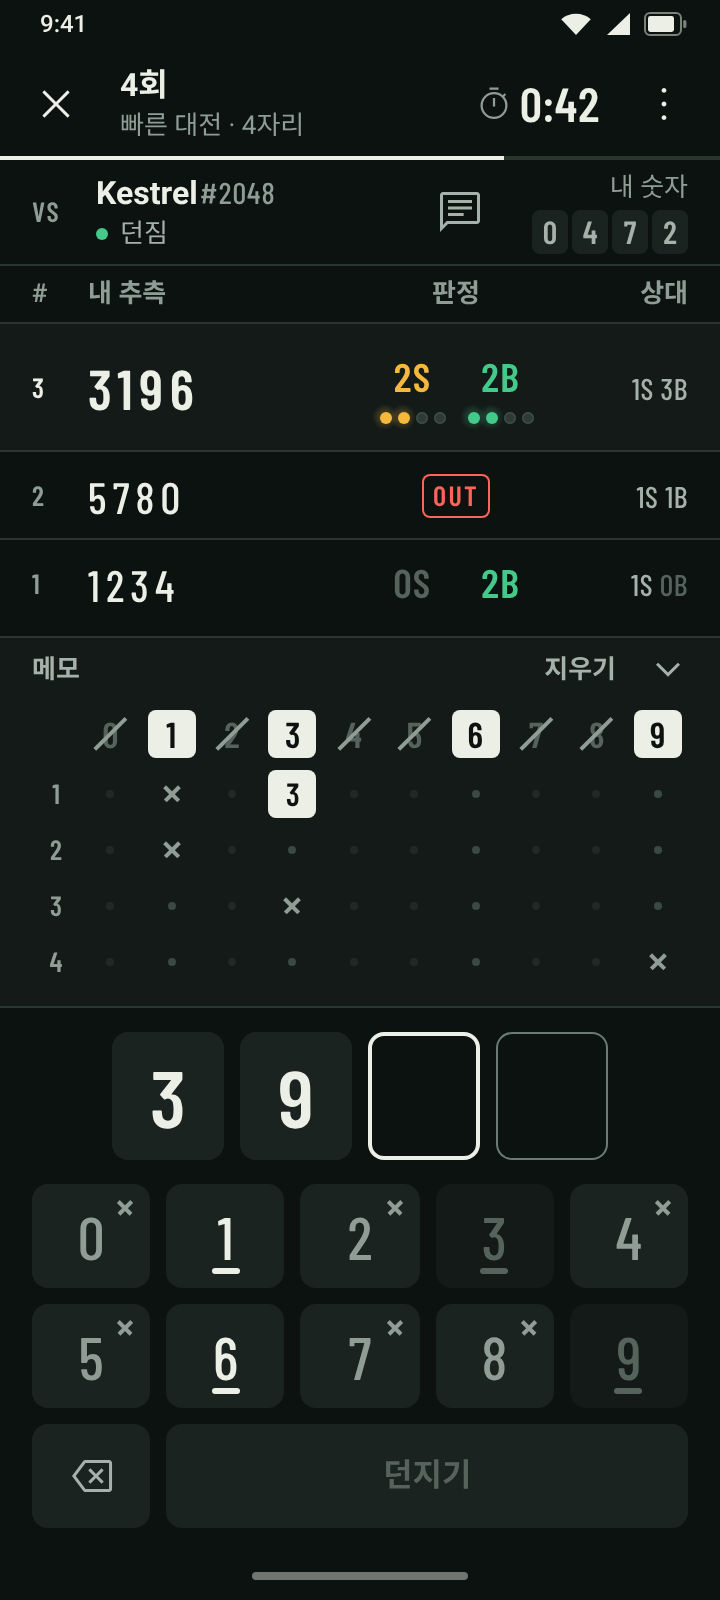 9:41
4회
빠른 대전 · 4자리
0:42
VS
Kestrel#2048
던짐
내 숫자
0 4 7 2
# 내 추측 판정 상대
3 3196 2S 2B 1S 3B
2 5780 OUT 1S 1B
1 1234 0S 2B 1S 0B
메모 지우기
0 1 2 3 4 5 6 7 8 9
1 × 3
2 ×
3 ×
4 ×
3 9
0 × 1 2 × 3 4 ×
5 × 6 7 × 8 × 9
던지기